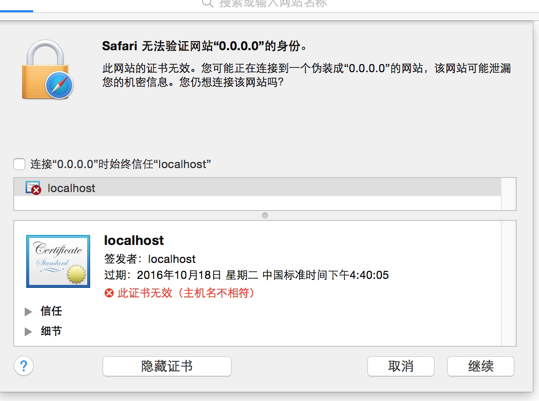 搜索或输入网站名称
Safari 无法验证网站“0.0.0.0”的身份。
此网站的证书无效。您可能正在连接到一个伪装成“0.0.0.0”的网站，该网站可能泄漏
您的机密信息。您仍想连接该网站吗？
连接“0.0.0.0”时始终信任“localhost”
localhost
Certificate
Standard
localhost
签发者：localhost
过期：2016年10月18日 星期二 中国标准时间下午4:40:05
此证书无效（主机名不相符）
信任
细节
?
隐藏证书
取消
继续